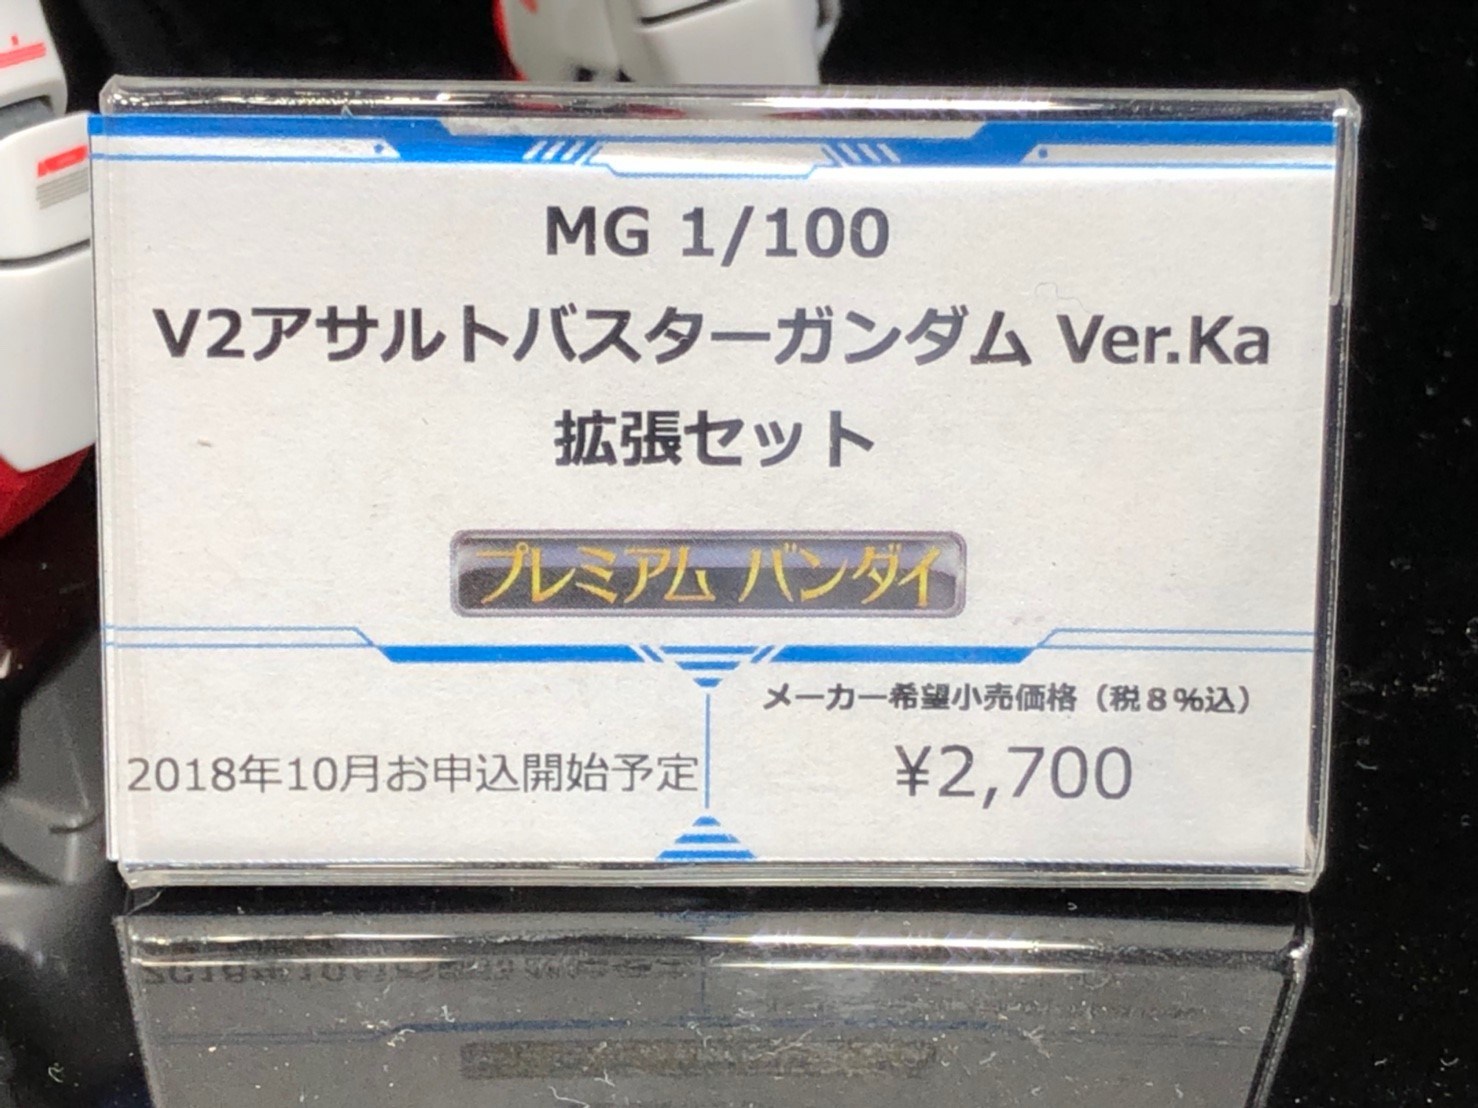 MG 1/100
V2アサルトバスターガンダム Ver.Ka
拡張セット
プレミアム バンダイ
メーカー希望小売価格（税８％込）
2018年10月お申込開始予定
¥2,700